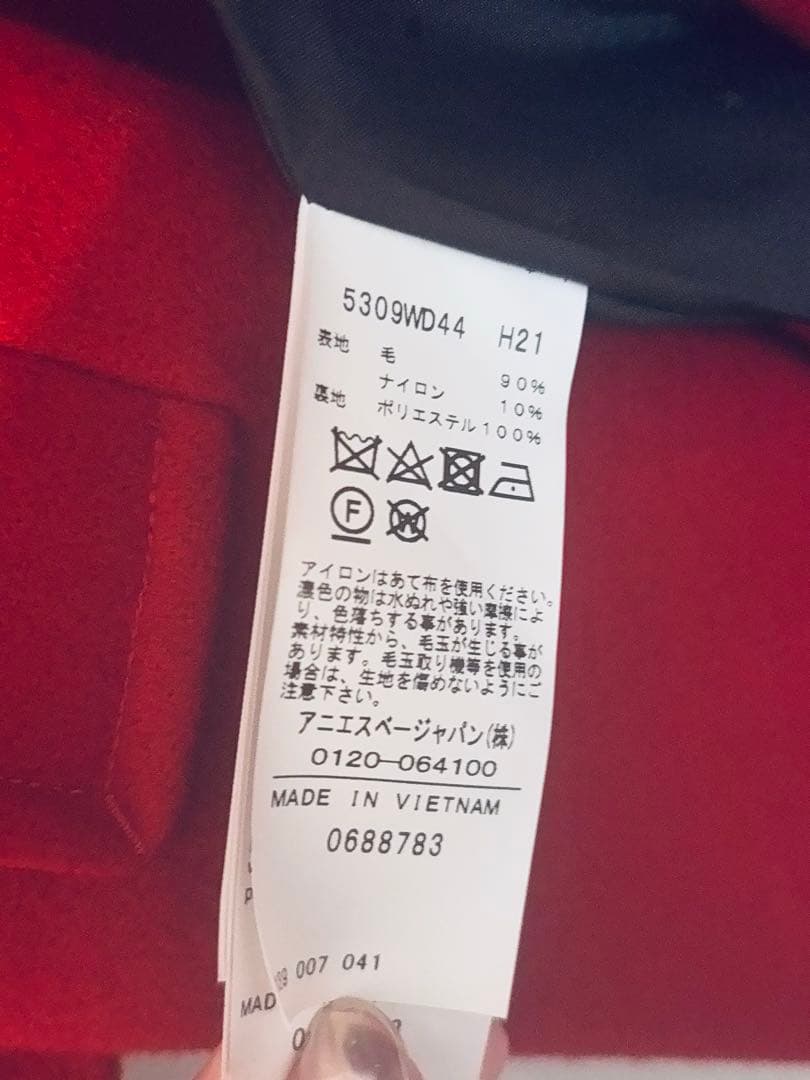 5309WD44 H21
表地 毛 90%
ナイロン 10%
裏地 ポリエステル 100%
F W
アイロンはあて布を使用ください。
濃色の物は水ぬれや強い摩擦によ
り、色落ちする事があります。
素材特性から、毛玉が生じる事が
あります。毛玉取り機等を使用の
場合は、生地を傷めないようにご
注意下さい。
アニエスベージャパン(株)
0120-064100
MADE IN VIETNAM
0688783
P
007 041
MAD